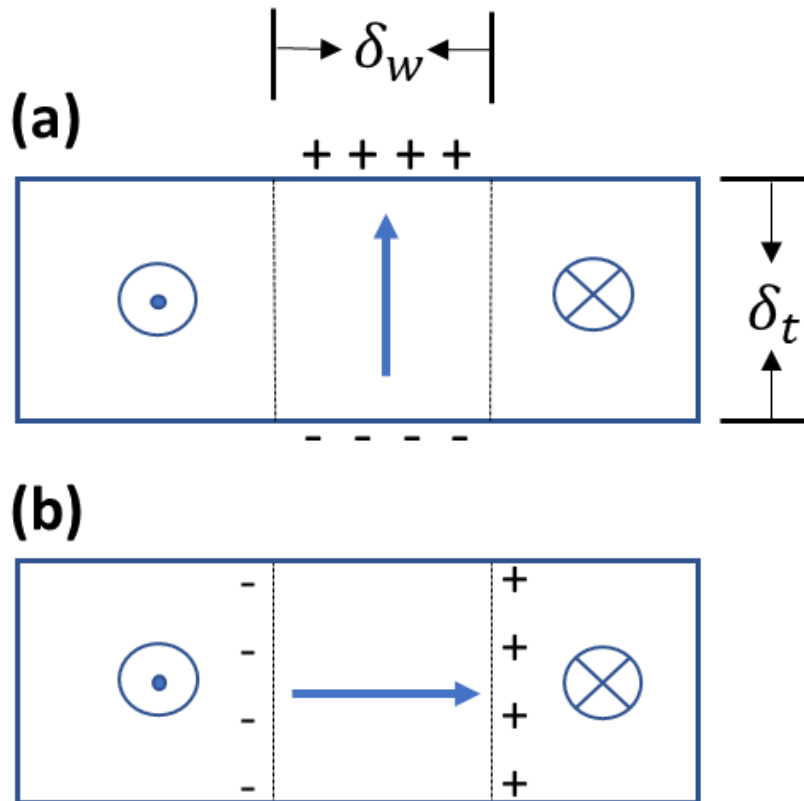 δ_w
(a)
+ + + +
δ_t
- - - -
(b)
- +
- +
- +
- +